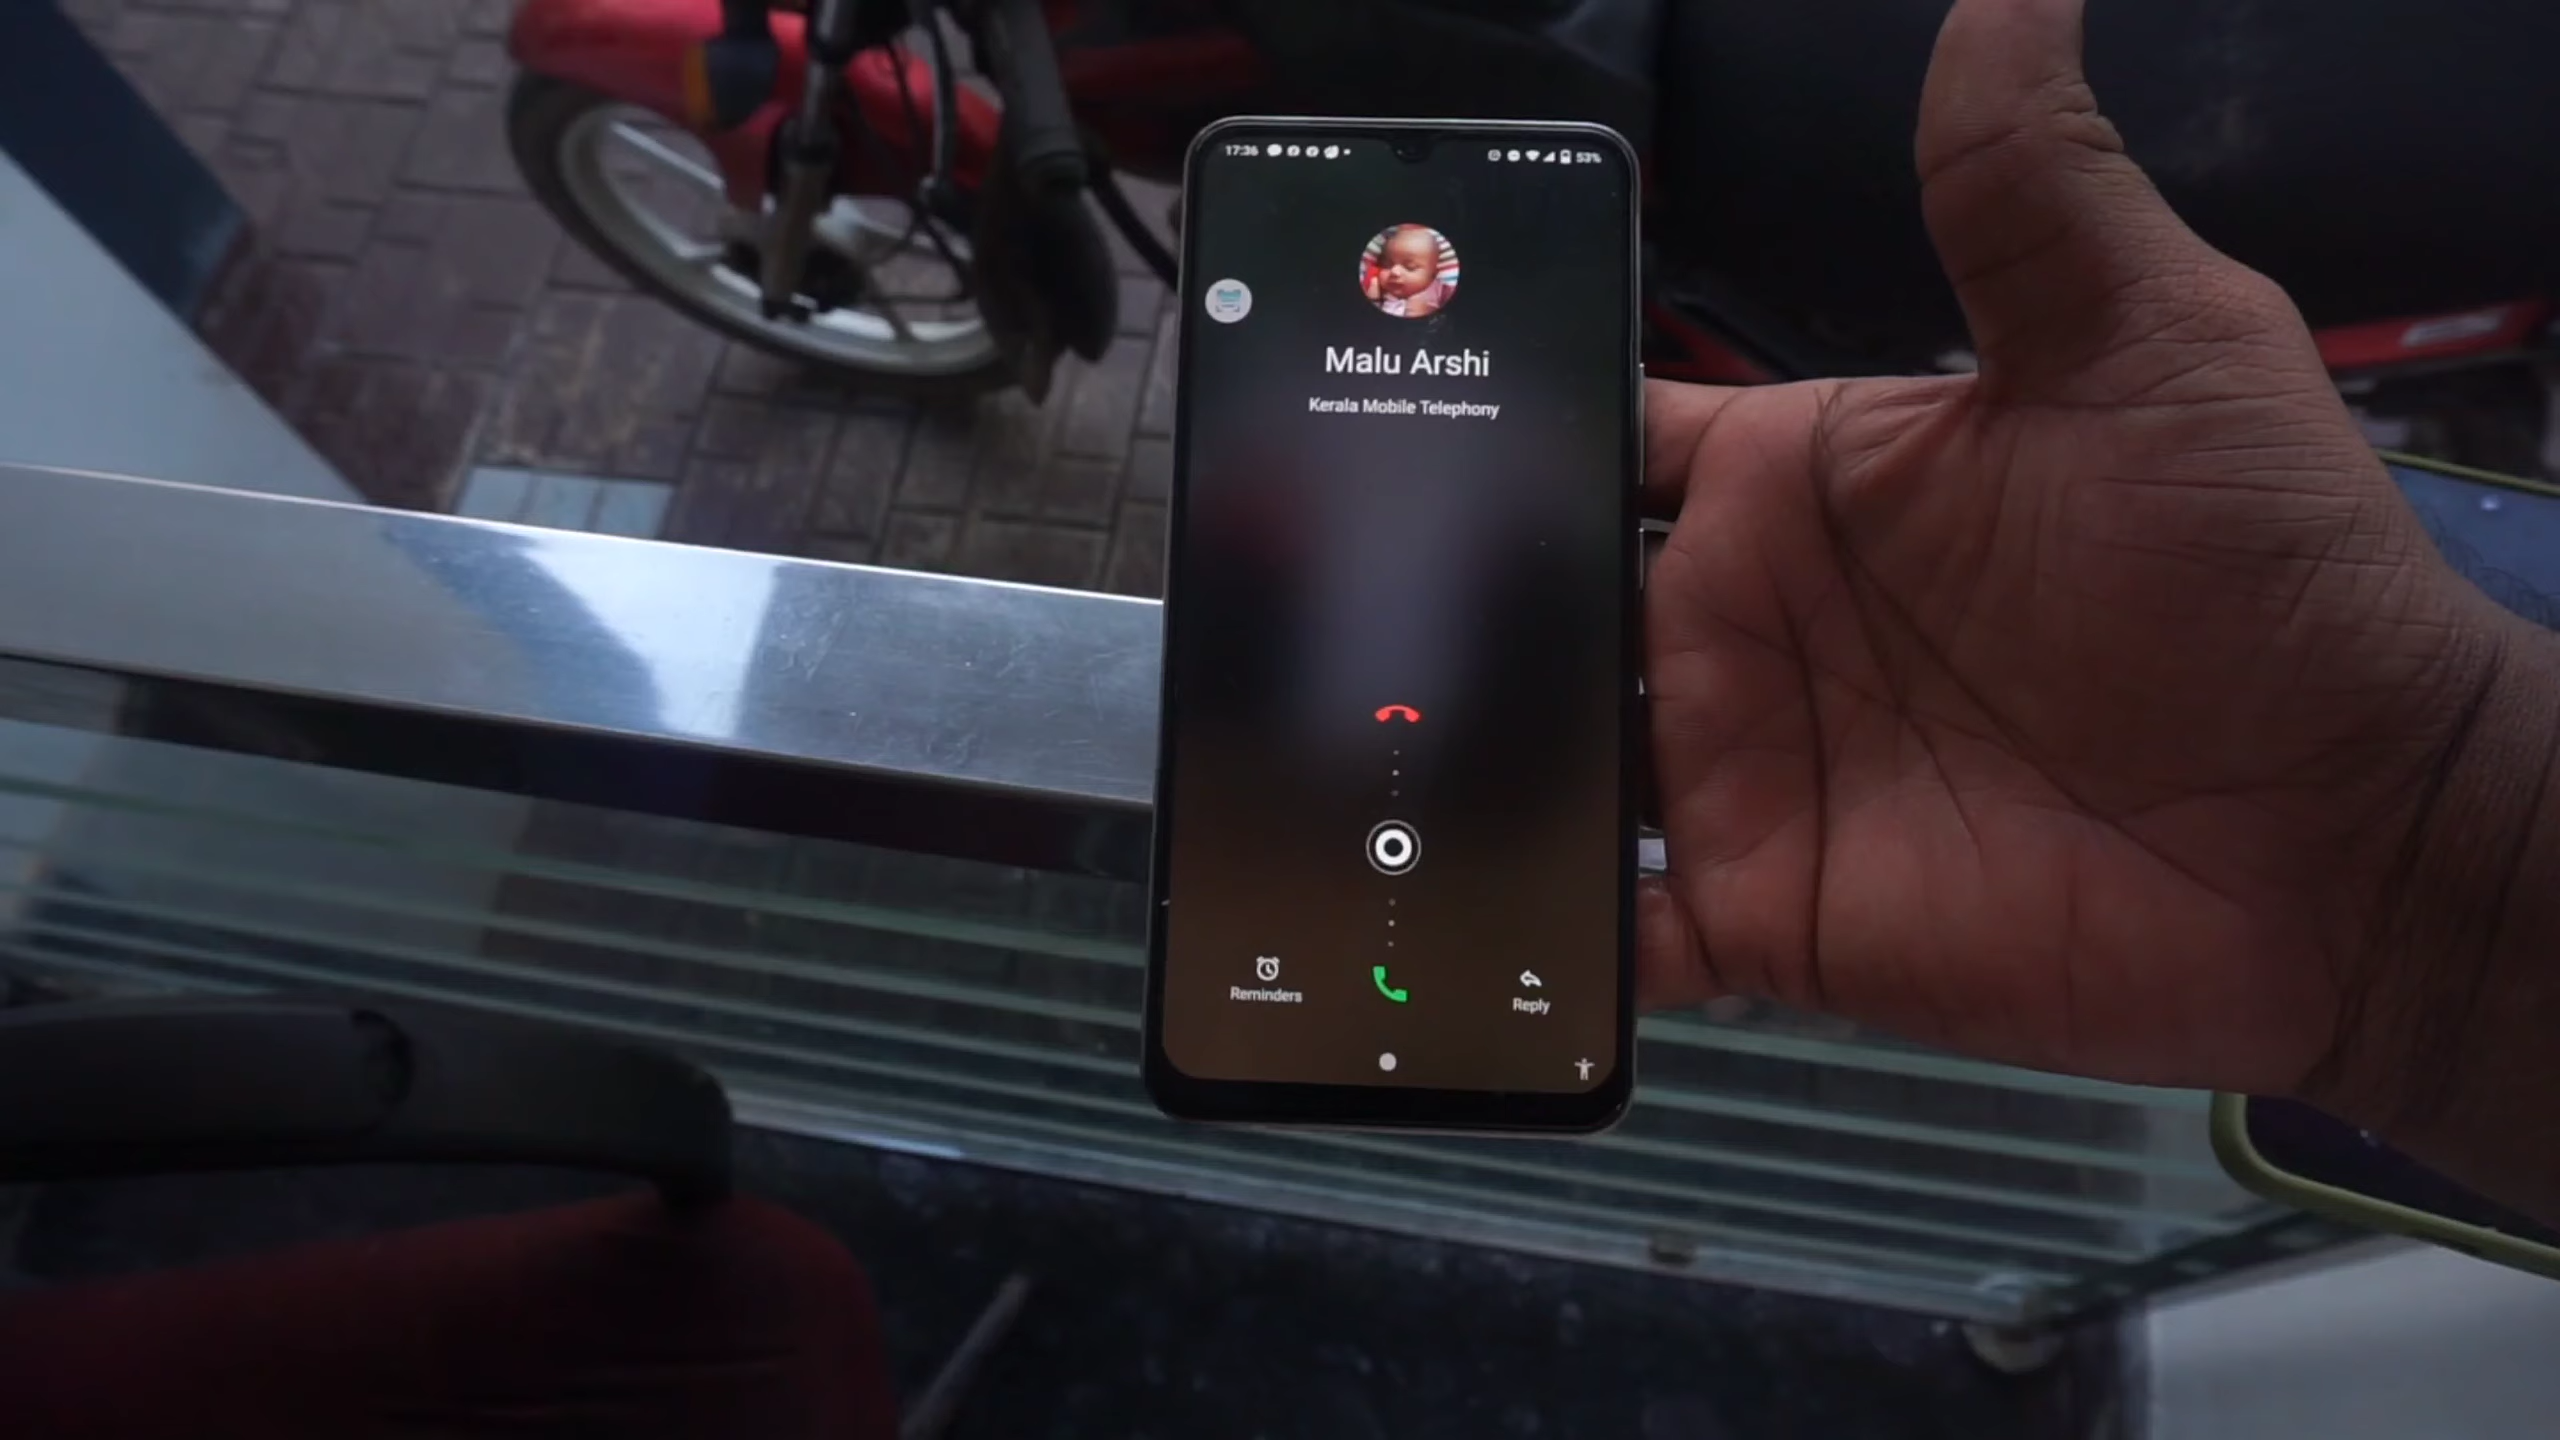 17:36
53%
Malu Arshi
Kerala Mobile Telephony
Reminders
Reply